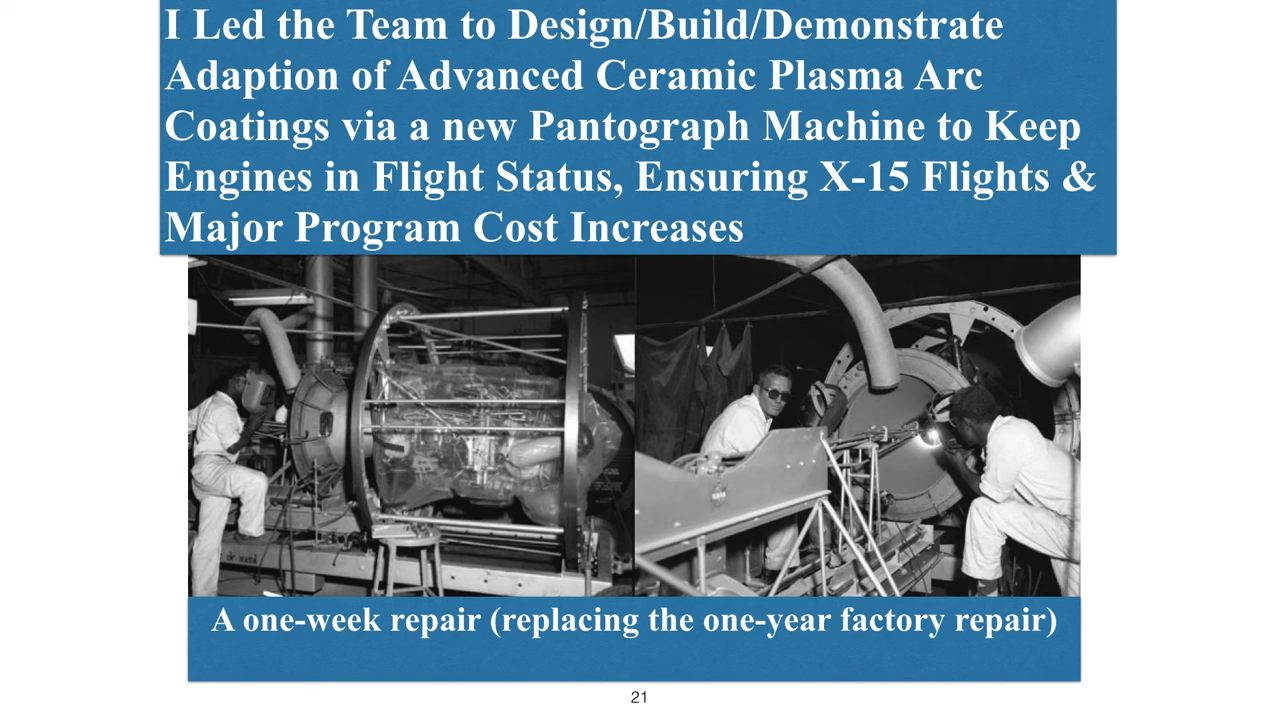 I Led the Team to Design/Build/Demonstrate
Adaption of Advanced Ceramic Plasma Arc
Coatings via a new Pantograph Machine to Keep
Engines in Flight Status, Ensuring X-15 Flights &
Major Program Cost Increases
A one-week repair (replacing the one-year factory repair)
21